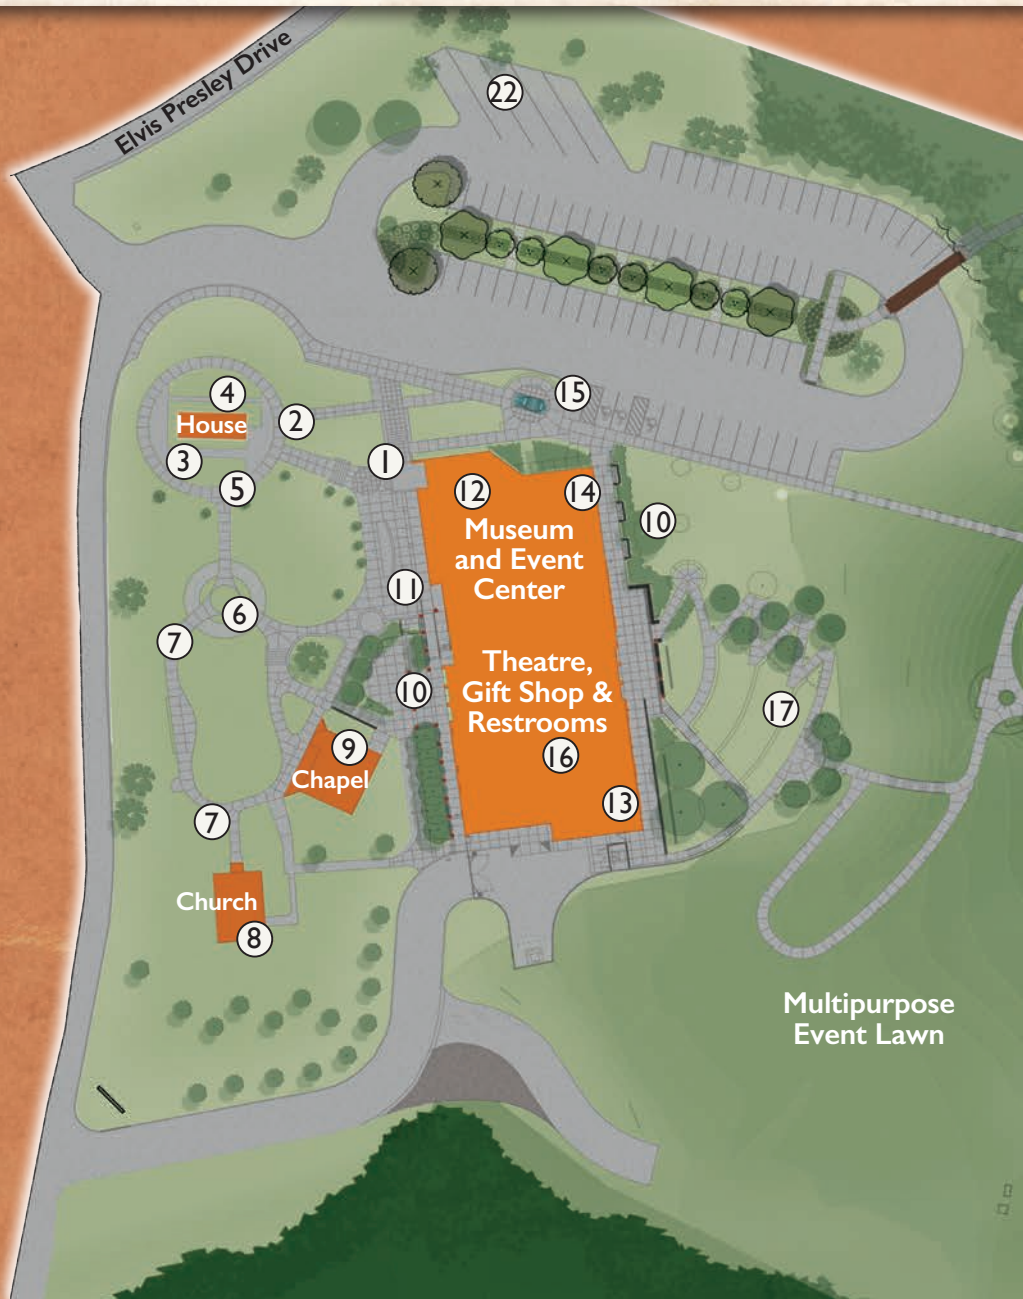 Elvis Presley Drive
22
4
House
2
15
3
1
5
12
14
Museum
and Event
Center
10
11
6
7
Theatre,
Gift Shop &
Restrooms
10
17
9
Chapel
16
13
7
Church
8
Multipurpose
Event Lawn